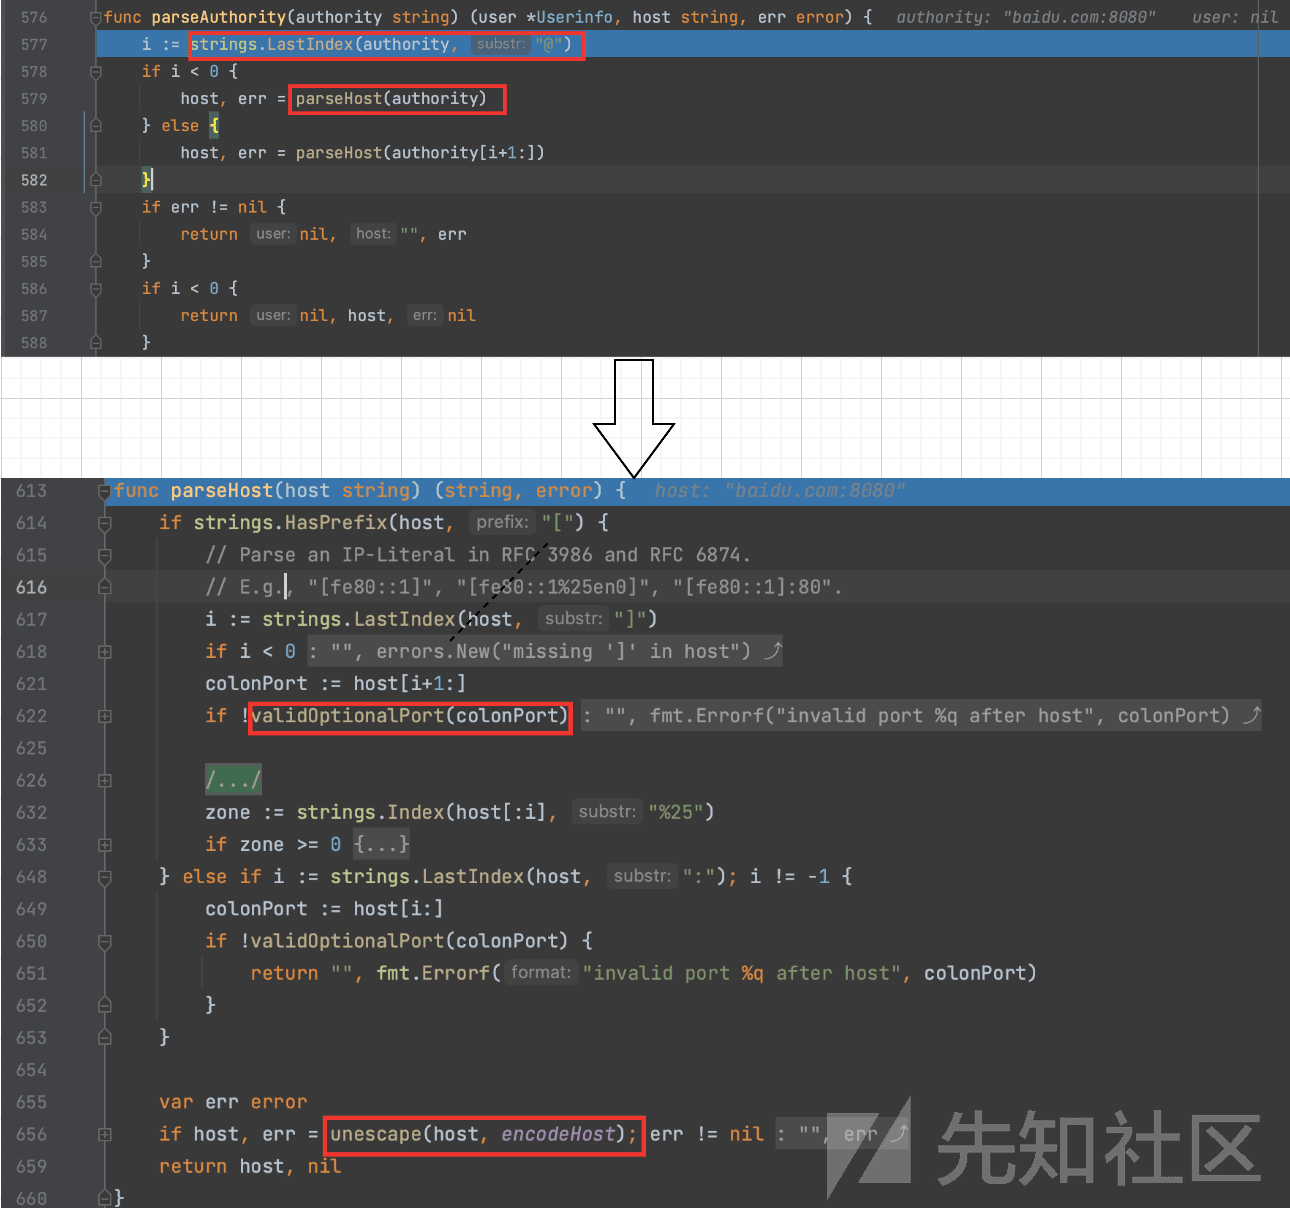 576 func parseAuthority(authority string) (user *Userinfo, host string, err error) { authority: "baidu.com:8080" user: nil
577 i := strings.LastIndex(authority, substr: "@")
578 if i < 0 {
579 host, err = parseHost(authority)
580 } else {
581 host, err = parseHost(authority[i+1:])
582 }
583 if err != nil {
584 return user: nil, host: "", err
585 }
586 if i < 0 {
587 return user: nil, host, err: nil
588 }
613 func parseHost(host string) (string, error) { host: "baidu.com:8080"
614 if strings.HasPrefix(host, prefix: "[") {
615 // Parse an IP-Literal in RFC 3986 and RFC 6874.
616 // E.g., "[fe80::1]", "[fe80::1%25en0]", "[fe80::1]:80".
617 i := strings.LastIndex(host, substr: "]")
618 if i < 0 : "", errors.New("missing ']' in host") ⤴
621 colonPort := host[i+1:]
622 if !validOptionalPort(colonPort) : "", fmt.Errorf("invalid port %q after host", colonPort) ⤴
625
626 /.../
632 zone := strings.Index(host[:i], substr: "%25")
633 if zone >= 0 {...}
648 } else if i := strings.LastIndex(host, substr: ":"); i != -1 {
649 colonPort := host[i:]
650 if !validOptionalPort(colonPort) {
651 return "", fmt.Errorf( format: "invalid port %q after host", colonPort)
652 }
653 }
654
655 var err error
656 if host, err = unescape(host, encodeHost); err != nil : "", err ⤴
659 return host, nil
660 }
先知社区